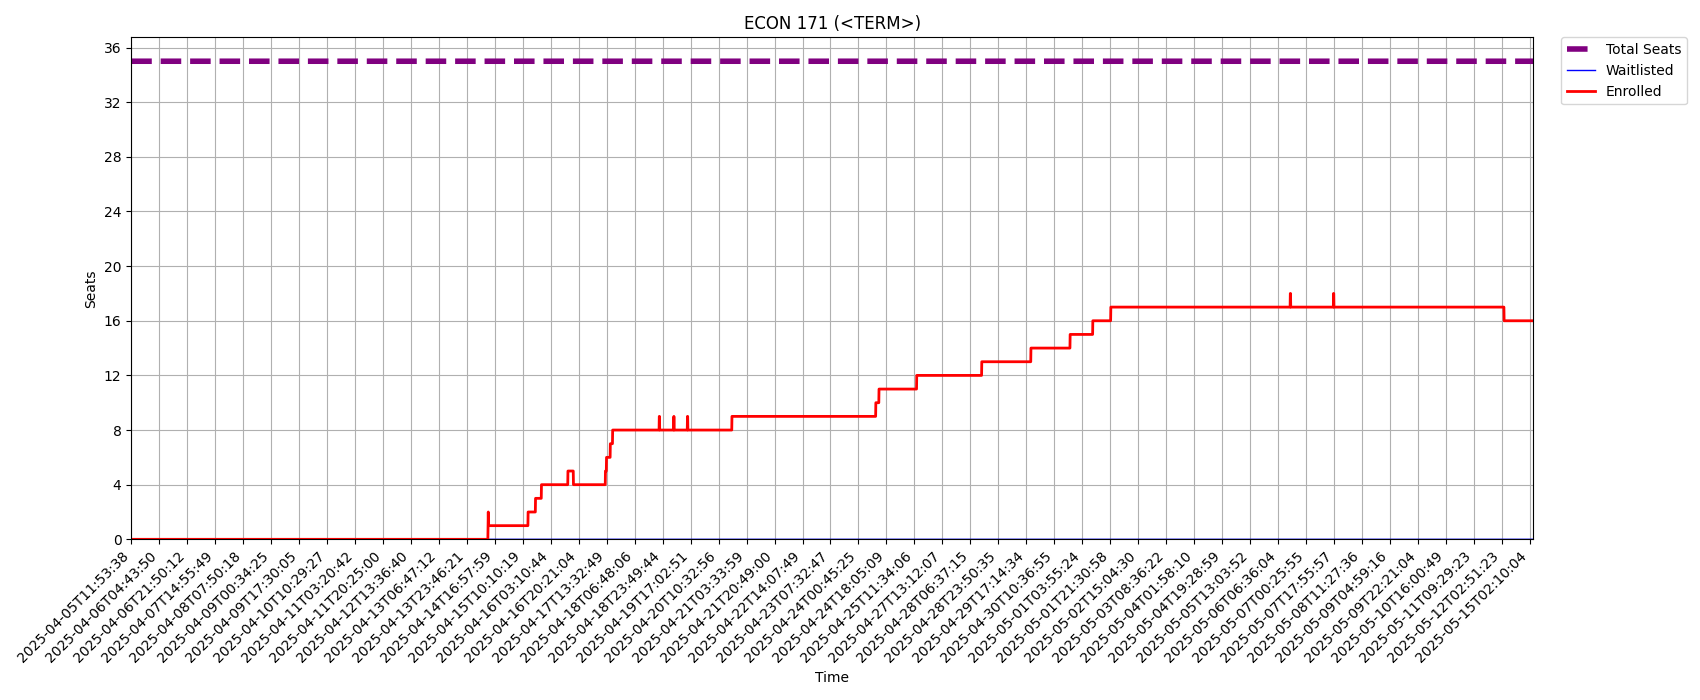 ECON 171 (<TERM>)
Total Seats
Waitlisted
Enrolled
Seats
36
32
28
24
20
16
12
8
4
0
2025-04-05T11:53:38
2025-04-06T04:43:50
2025-04-06T21:50:12
2025-04-07T14:55:49
2025-04-08T07:50:18
2025-04-09T00:34:25
2025-04-09T17:30:05
2025-04-10T10:29:27
2025-04-11T03:20:42
2025-04-11T20:25:00
2025-04-12T13:36:40
2025-04-13T06:47:12
2025-04-13T23:46:21
2025-04-14T16:57:59
2025-04-15T10:10:19
2025-04-16T03:10:44
2025-04-16T20:21:04
2025-04-17T13:32:49
2025-04-18T06:48:06
2025-04-18T23:49:44
2025-04-19T17:02:51
2025-04-20T10:32:56
2025-04-21T03:33:59
2025-04-21T20:49:00
2025-04-22T14:07:49
2025-04-23T07:32:47
2025-04-24T00:45:25
2025-04-24T18:05:09
2025-04-25T11:34:06
2025-04-27T13:12:07
2025-04-28T06:37:15
2025-04-28T23:50:35
2025-04-29T17:14:34
2025-04-30T10:36:55
2025-05-01T03:55:24
2025-05-01T21:30:58
2025-05-02T15:04:30
2025-05-03T08:36:22
2025-05-04T01:58:10
2025-05-04T19:28:59
2025-05-05T13:03:52
2025-05-06T06:36:04
2025-05-07T00:25:55
2025-05-07T17:55:57
2025-05-08T11:27:36
2025-05-09T04:59:16
2025-05-09T22:21:04
2025-05-10T16:00:49
2025-05-11T09:29:23
2025-05-12T02:51:23
2025-05-15T02:10:04
Time